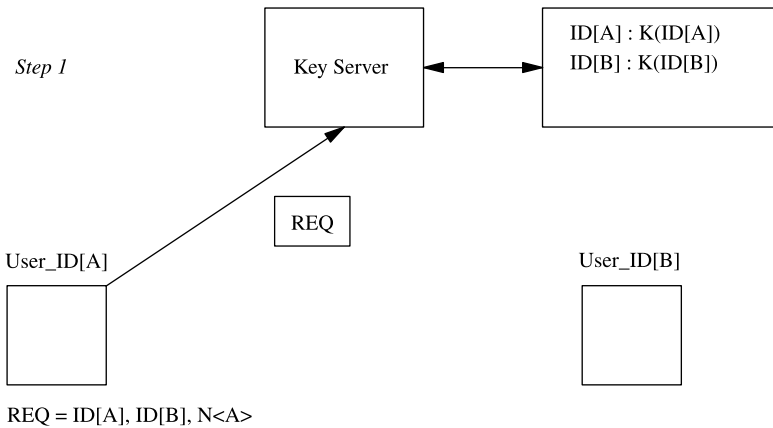 Step 1
Key Server
ID[A] : K(ID[A])
ID[B] : K(ID[B])
REQ
User_ID[A]
User_ID[B]
REQ = ID[A], ID[B], N<A>